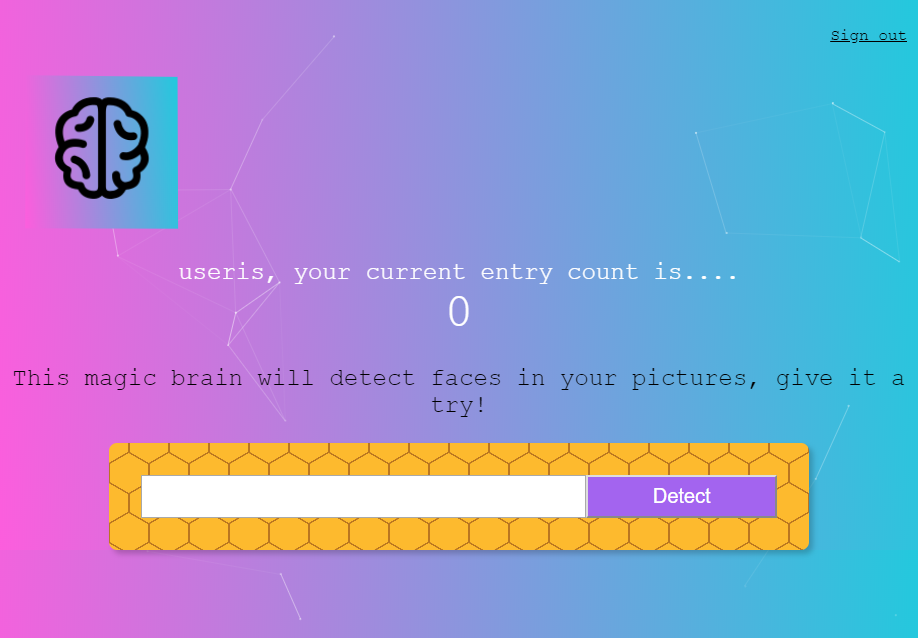 Sign out
useris, your current entry count is....
0
This magic brain will detect faces in your pictures, give it a
try!
Detect